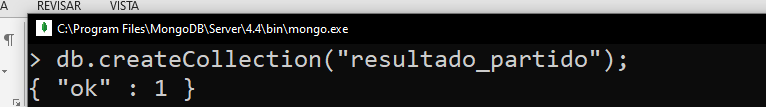 A REVISAR VISTA
C:\Program Files\MongoDB\Server\4.4\bin\mongo.exe
> db.createCollection("resultado_partido");
{ "ok" : 1 }